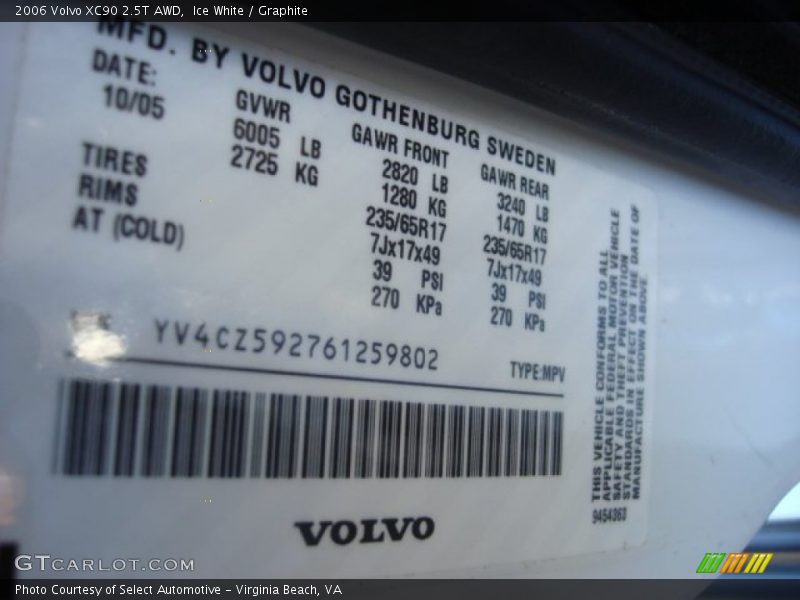 2006 Volvo XC90 2.5T AWD, Ice White / Graphite
MFD. BY VOLVO GOTHENBURG SWEDEN
DATE:
10/05
GVWR
6005 LB
2725 KG
GAWR FRONT
2820 LB
1280 KG
235/65R17
7Jx17x49
39 PSI
270 KPa
GAWR REAR
3240 LB
1470 KG
235/65R17
7Jx17x49
39 PSI
270 KPa
TIRES
RIMS
AT (COLD)
YV4CZ592761259802
TYPE:MPV
THIS VEHICLE CONFORMS TO ALL
APPLICABLE FEDERAL MOTOR VEHICLE
SAFETY AND THEFT PREVENTION
STANDARDS IN EFFECT ON THE DATE OF
MANUFACTURE SHOWN ABOVE.
9454363
VOLVO
GTCARLOT.COM
Photo Courtesy of Select Automotive - Virginia Beach, VA